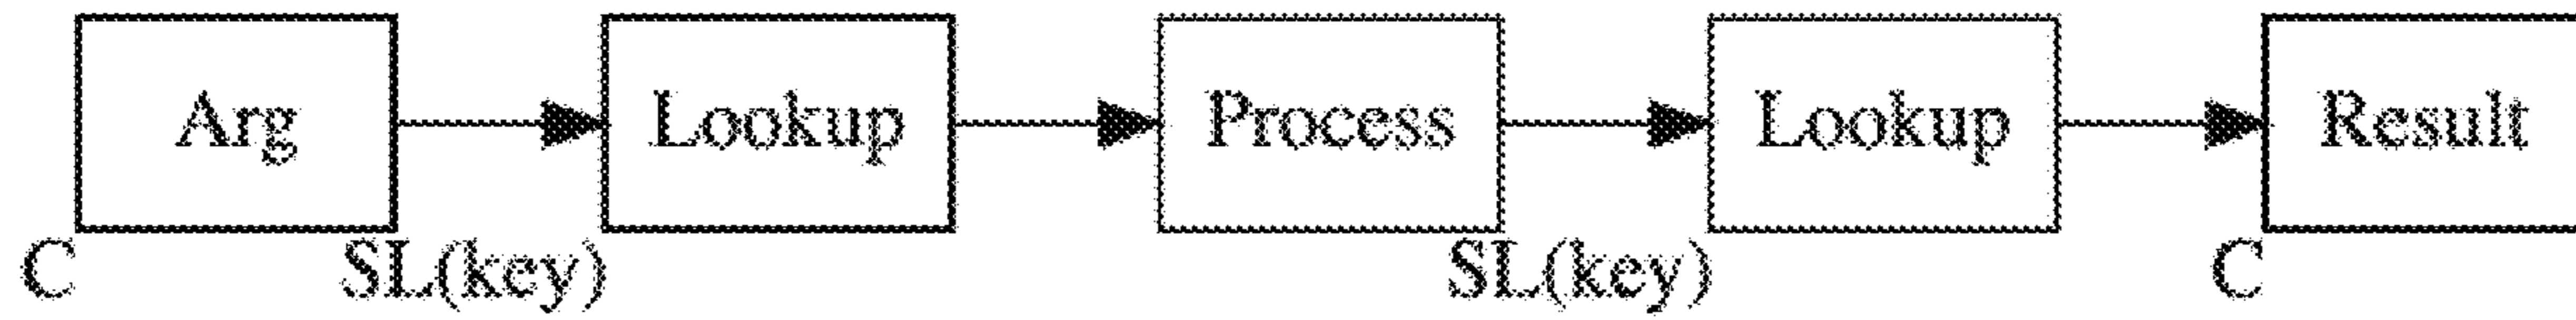 Arg Lookup Process Lookup Result
C SL(key) SL(key) C